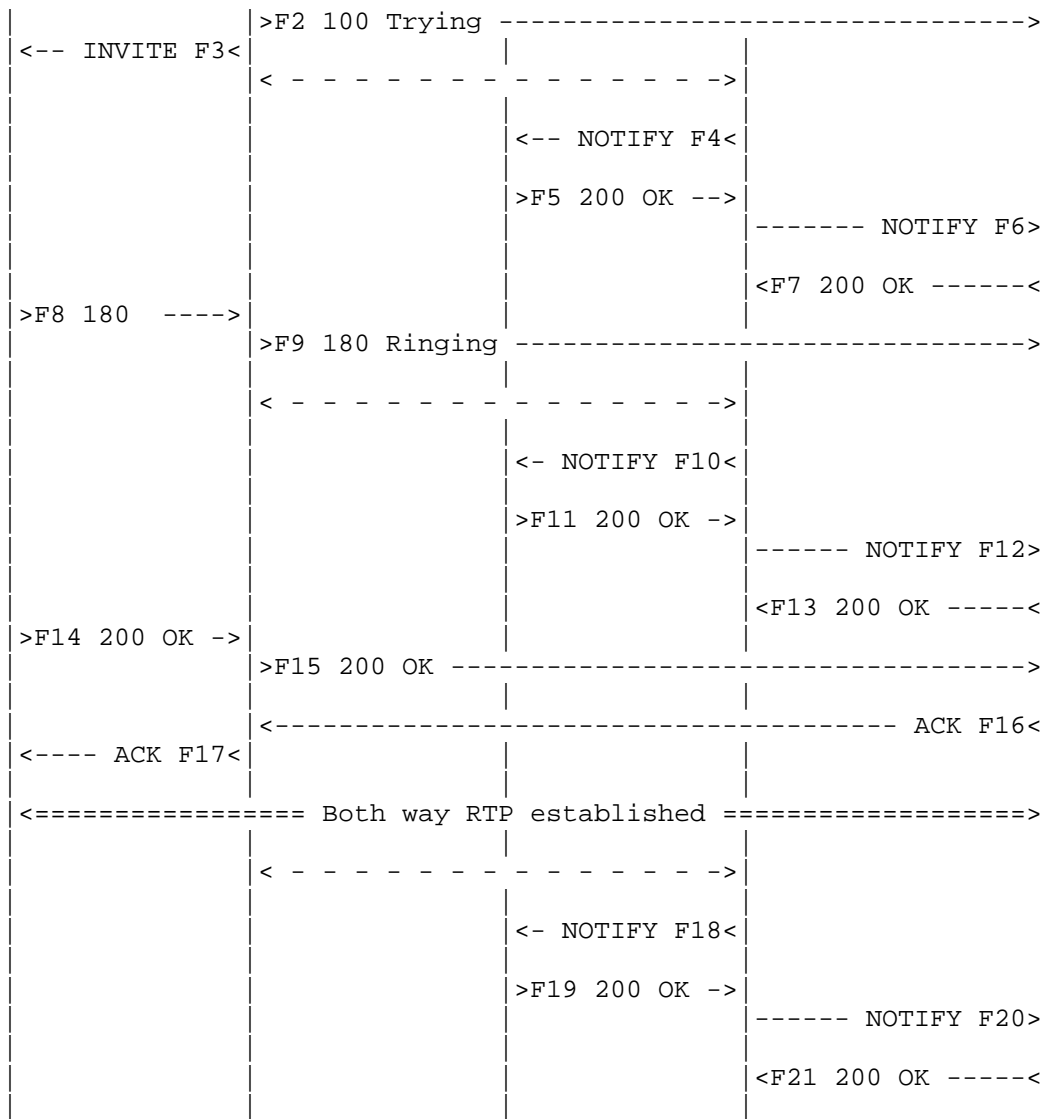 >F2 100 Trying --------------------------------->
<-- INVITE F3<
< - - - - - - - - - - - - - ->
<-- NOTIFY F4<
>F5 200 OK -->
------- NOTIFY F6>
<F7 200 OK ------<
>F8 180  ---->
>F9 180 Ringing -------------------------------->
< - - - - - - - - - - - - - ->
<- NOTIFY F10<
>F11 200 OK ->
------ NOTIFY F12>
<F13 200 OK -----<
>F14 200 OK ->
>F15 200 OK ------------------------------------>
<--------------------------------------- ACK F16<
<---- ACK F17<
<================= Both way RTP established ===================>
< - - - - - - - - - - - - - ->
<- NOTIFY F18<
>F19 200 OK ->
------ NOTIFY F20>
<F21 200 OK -----<